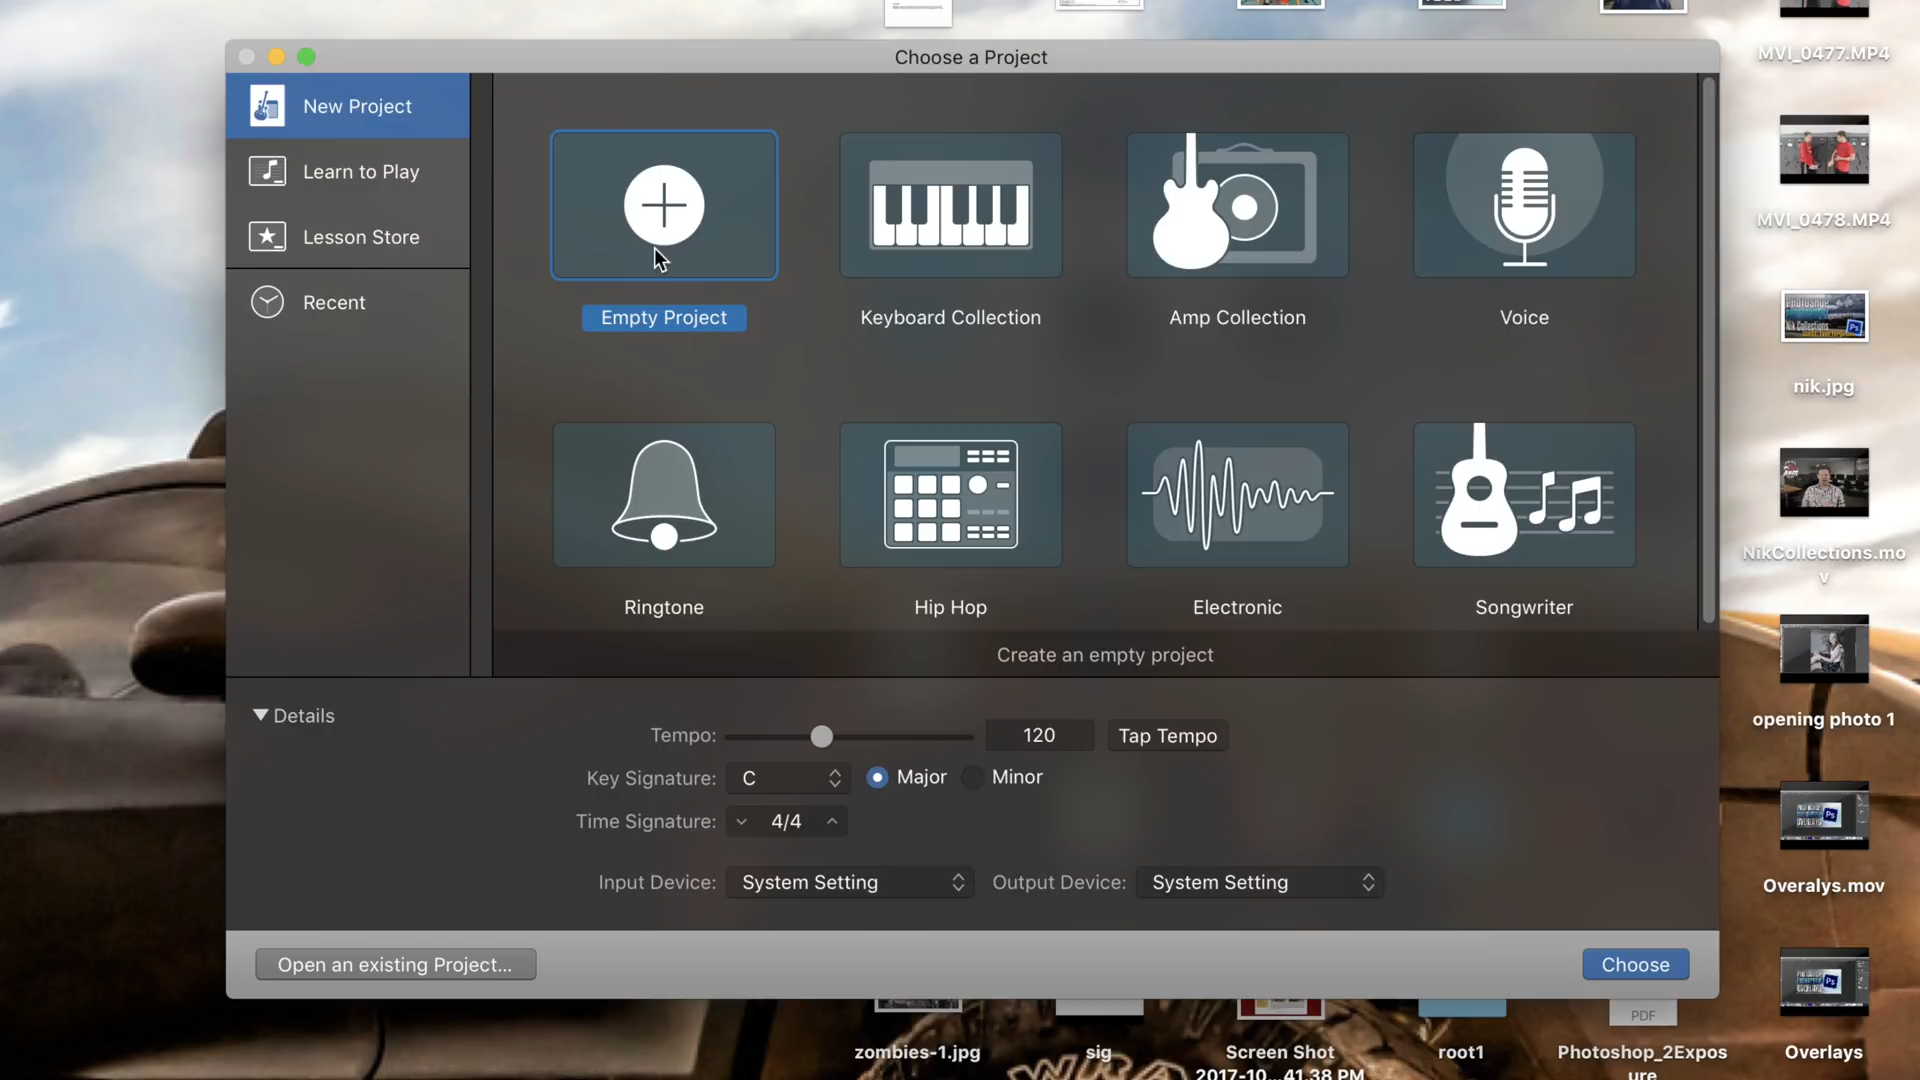 Choose a Project
New Project
Learn to Play
Lesson Store
Recent
Empty Project
Keyboard Collection
Amp Collection
Voice
Ringtone
Hip Hop
Electronic
Songwriter
Create an empty project
Details
Tempo:
120
Tap Tempo
Key Signature:
C
Major
Minor
Time Signature:
4/4
Input Device:
System Setting
Output Device:
System Setting
Open an existing Project...
Choose
MVI_0477.MP4
MVI_0478.MP4
nik.jpg
NikCollections.mo
v
opening photo 1
Overalys.mov
Overlays
zombies-1.jpg
sig
Screen Shot
2017-10...41.38 PM
root1
PDF
Photoshop_2Expos
ure